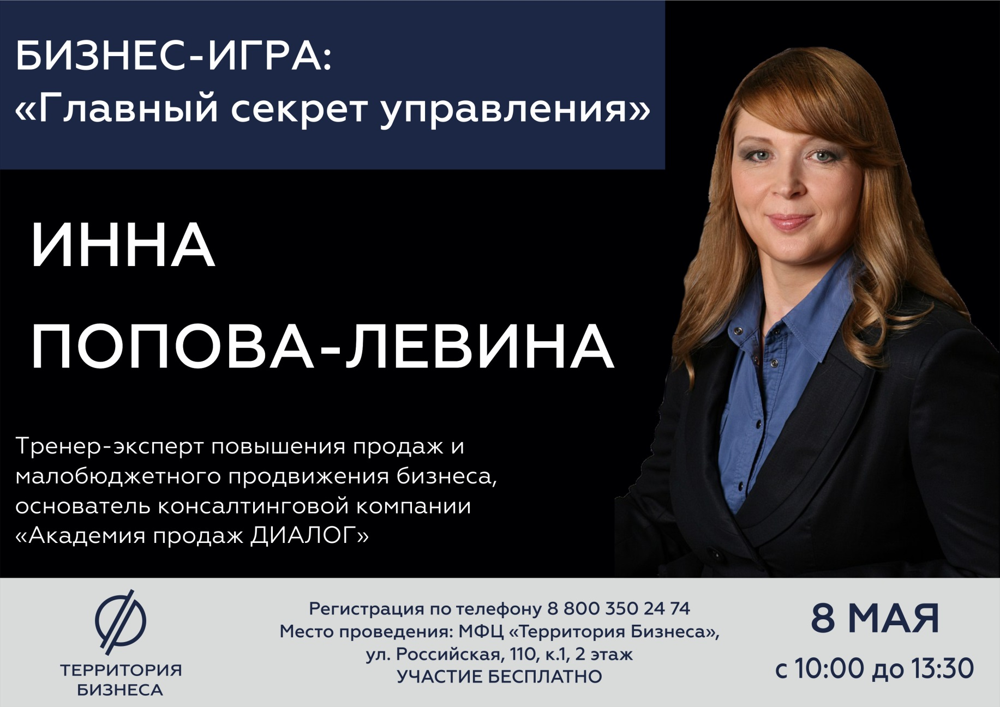 БИЗНЕС-ИГРА:
«Главный секрет управления»
ИННА
ПОПОВА-ЛЕВИНА
Тренер-эксперт повышения продаж и
малобюджетного продвижения бизнеса,
основатель консалтинговой компании
«Академия продаж ДИАЛОГ»
ТЕРРИТОРИЯ
БИЗНЕСА
Регистрация по телефону 8 800 350 24 74
Место проведения: МФЦ «Территория Бизнеса»,
ул. Российская, 110, к.1, 2 этаж
УЧАСТИЕ БЕСПЛАТНО
8 МАЯ
с 10:00 до 13:30